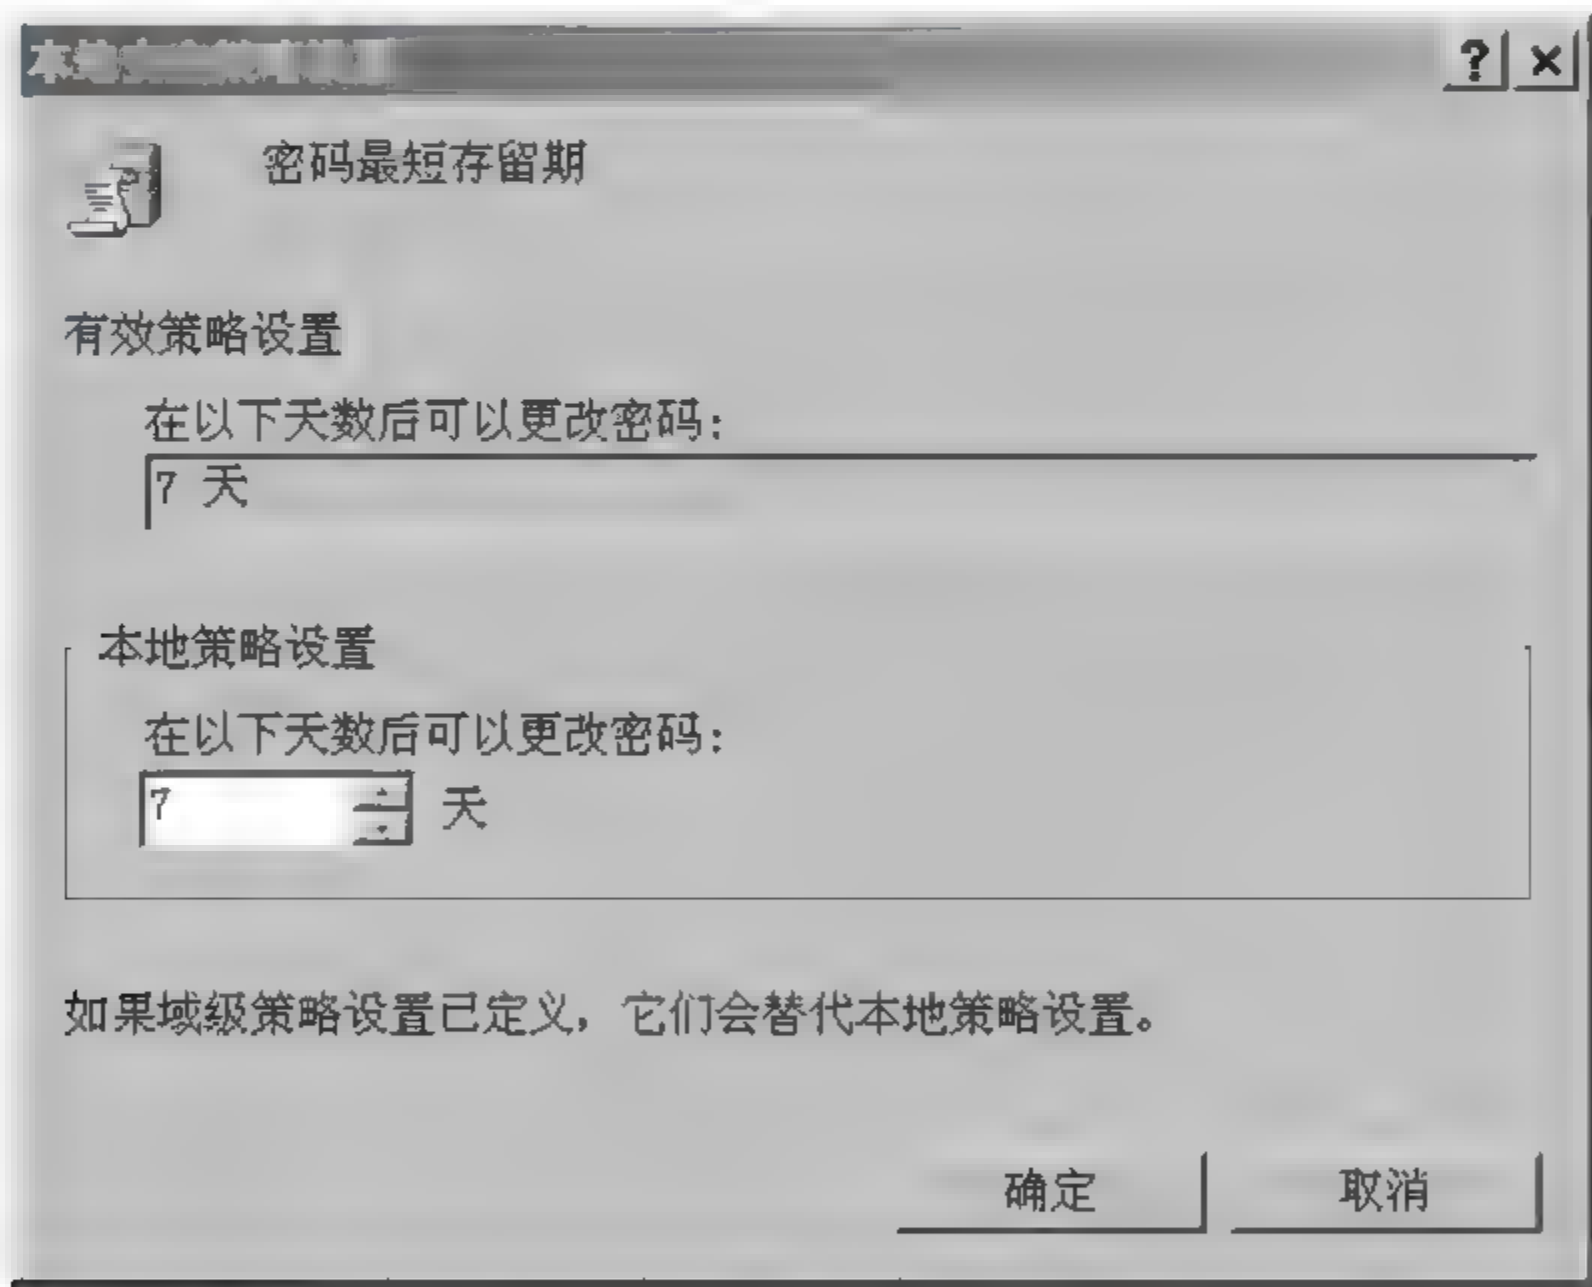 ? ×
密码最短存留期
有效策略设置
在以下天数后可以更改密码:
7 天
本地策略设置
在以下天数后可以更改密码:
7 天
如果域级策略设置已定义，它们会替代本地策略设置。
确定 取消